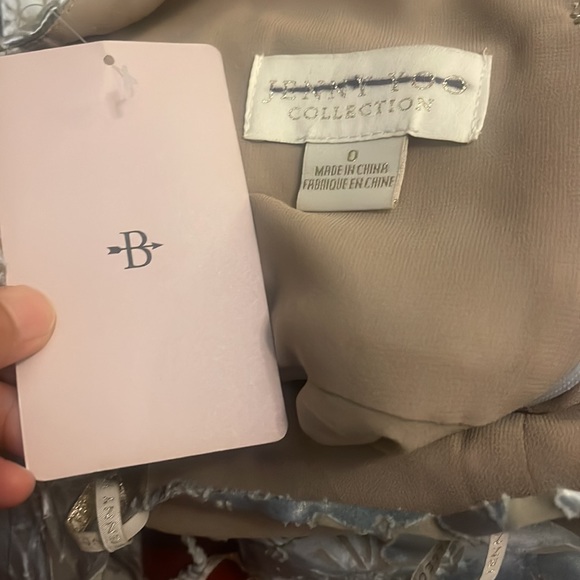 B
JENNY YOO
COLLECTION
0
MADE IN CHINA
FABRIQUE EN CHINE